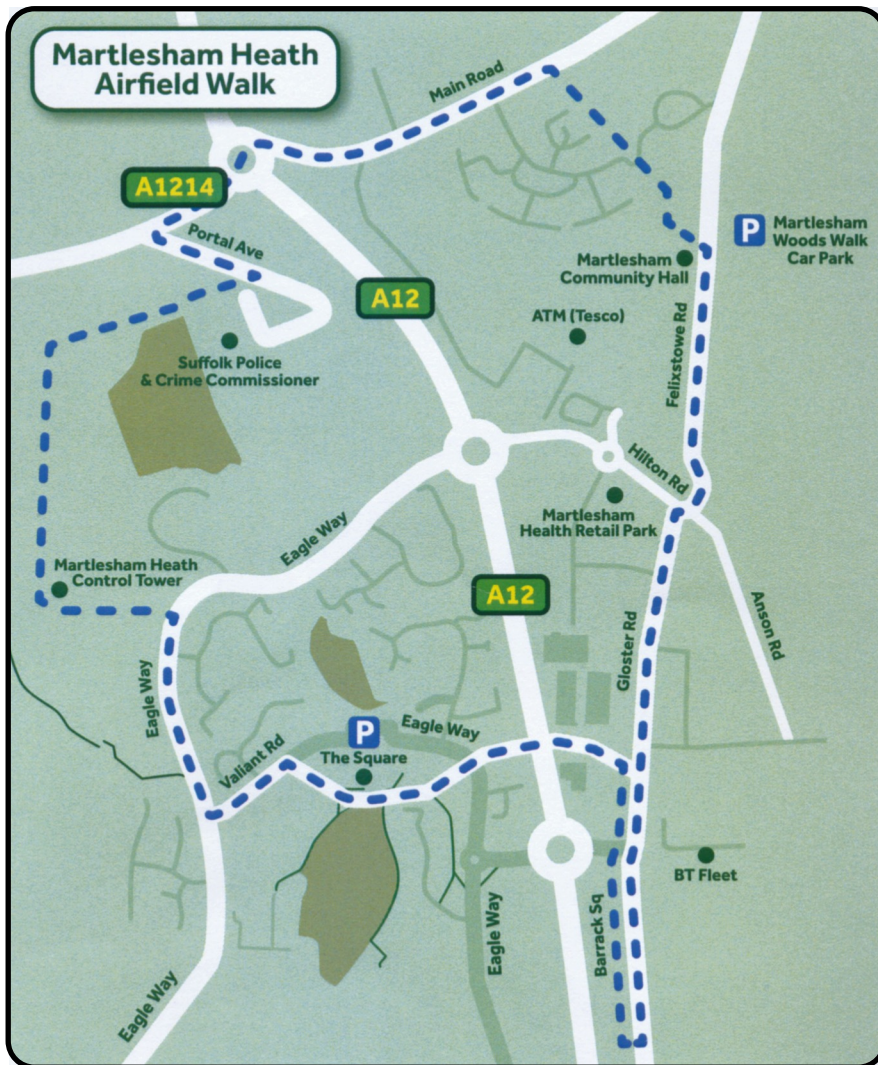 Martlesham Heath
Airfield Walk
Main Road
A1214
Portal Ave
P
Martlesham
Woods Walk
Car Park
Martlesham
Community Hall
A12
ATM (Tesco)
Felixstowe Rd
Suffolk Police
& Crime Commissioner
Hilton Rd
Martlesham
Health Retail Park
Eagle Way
Martlesham Heath
Control Tower
A12
Anson Rd
Gloster Rd
Eagle Way
P
Eagle Way
The Square
Valiant Rd
BT Fleet
Barrack Sq
Eagle Way
Eagle Way